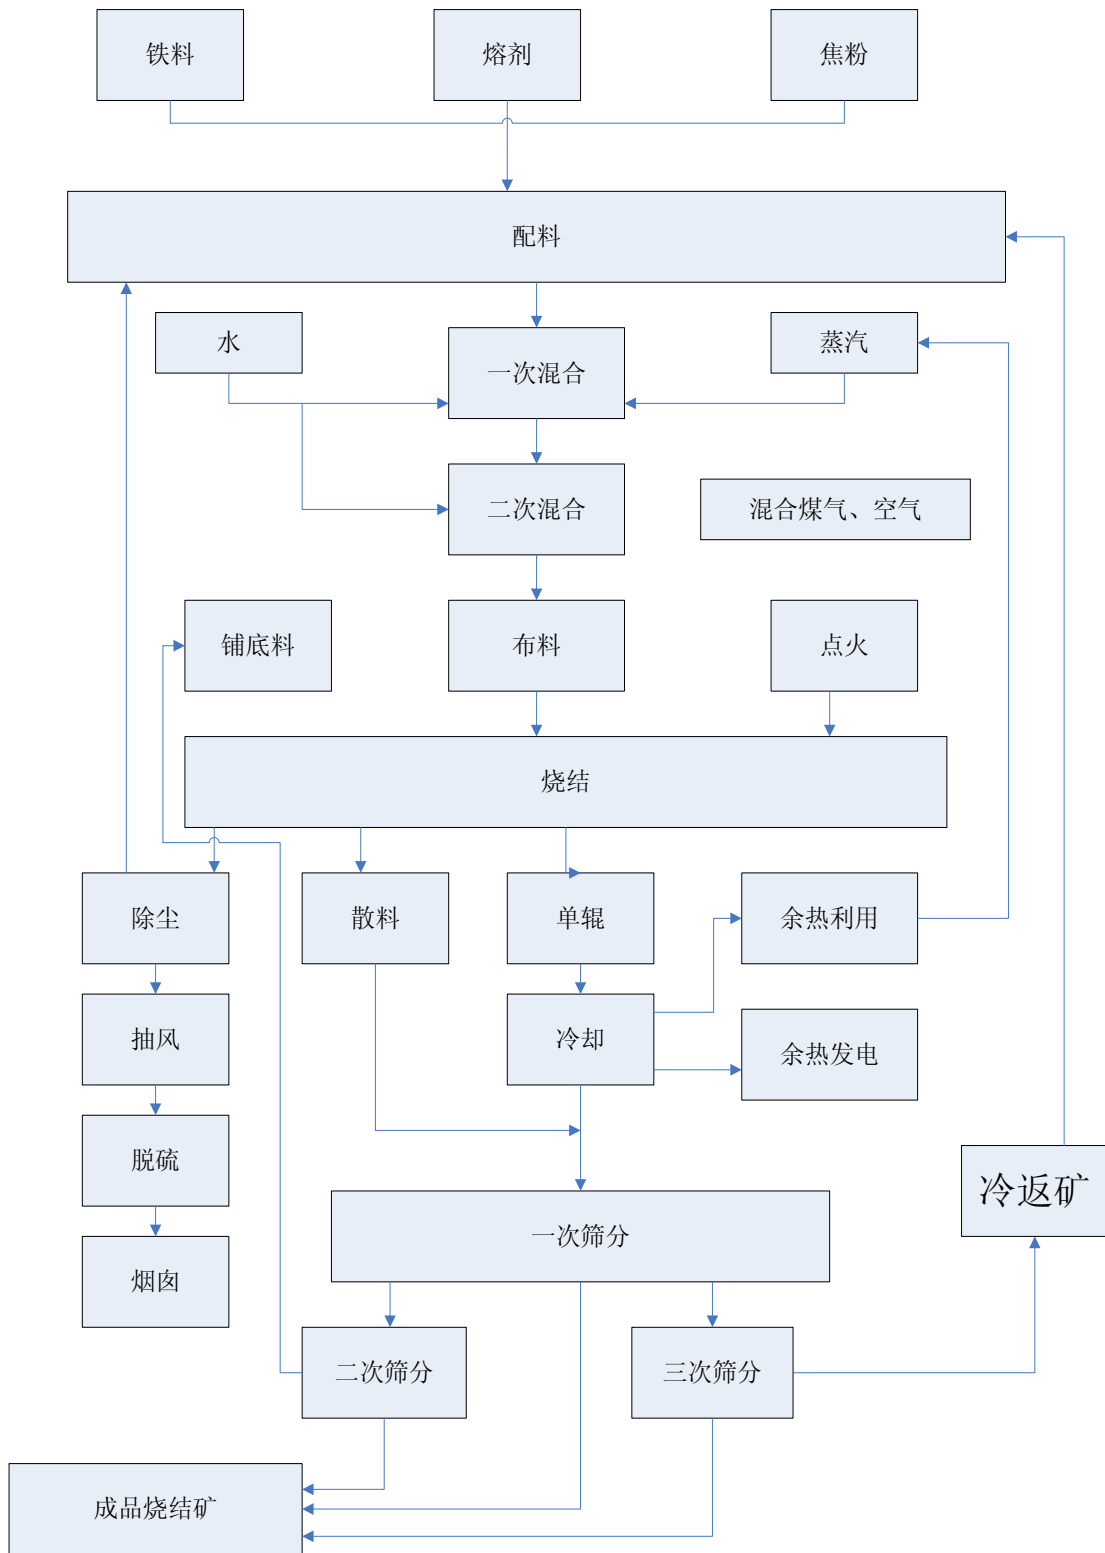 铁料
熔剂
焦粉
配料
水
蒸汽
一次混合
二次混合
混合煤气、空气
铺底料
布料
点火
烧结
除尘
散料
单辊
余热利用
抽风
冷却
余热发电
脱硫
冷返矿
一次筛分
烟囱
二次筛分
三次筛分
成品烧结矿